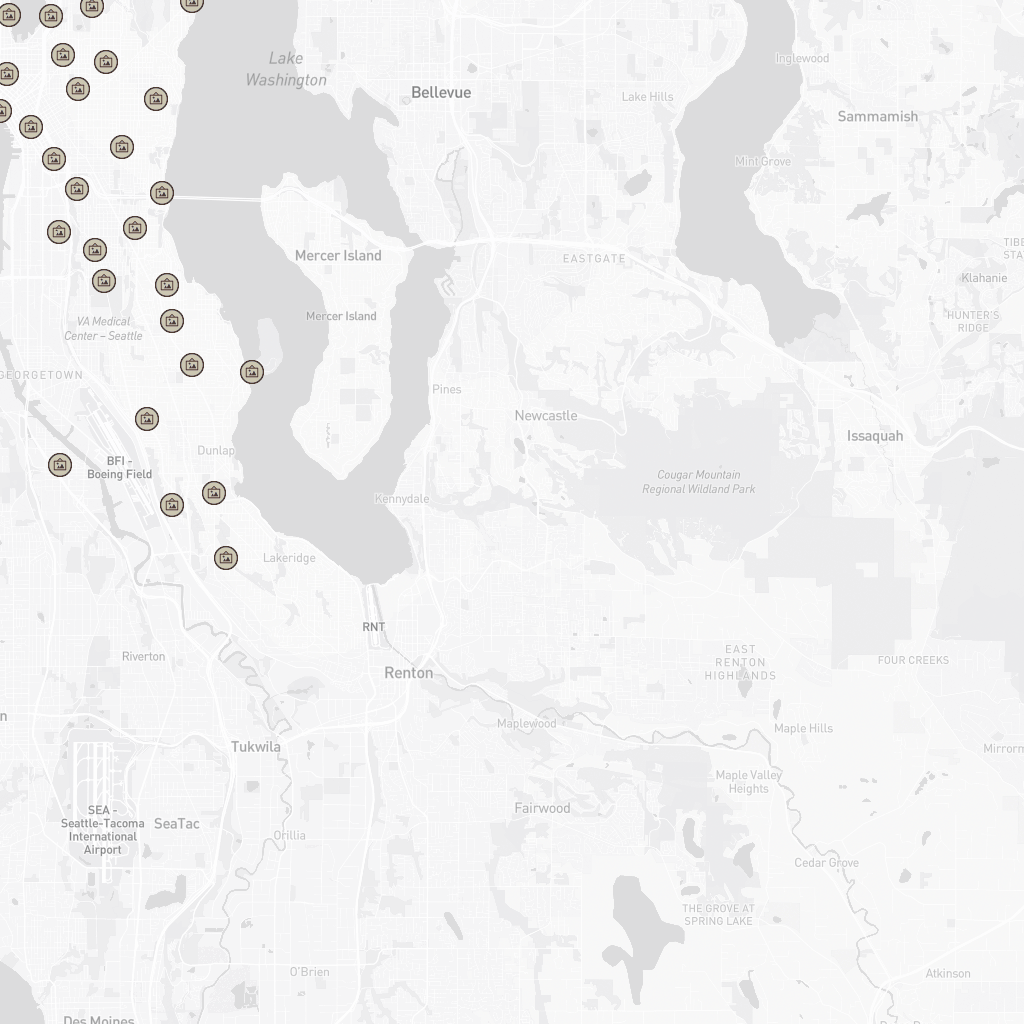 Lake
Washington
Inglewood
Bellevue
Lake Hills
Sammamish
Mint Grove
Mercer Island
EASTGATE
Klahanie
Mercer Island
HUNTER'S
RIDGE
VA Medical
Center – Seattle
GEORGETOWN
Pines
Newcastle
Issaquah
Dunlap
BFI -
Boeing Field
Cougar Mountain
Regional Wildland Park
Kennydale
Lakeridge
RNT
Riverton
Renton
EAST
RENTON
HIGHLANDS
FOUR CREEKS
Maplewood
Maple Hills
Tukwila
Maple Valley
Heights
SEA -
Seattle-Tacoma
International
Airport
SeaTac
Fairwood
Orillia
Cedar Grove
THE GROVE AT
SPRING LAKE
O'Brien
Atkinson
Des Moines